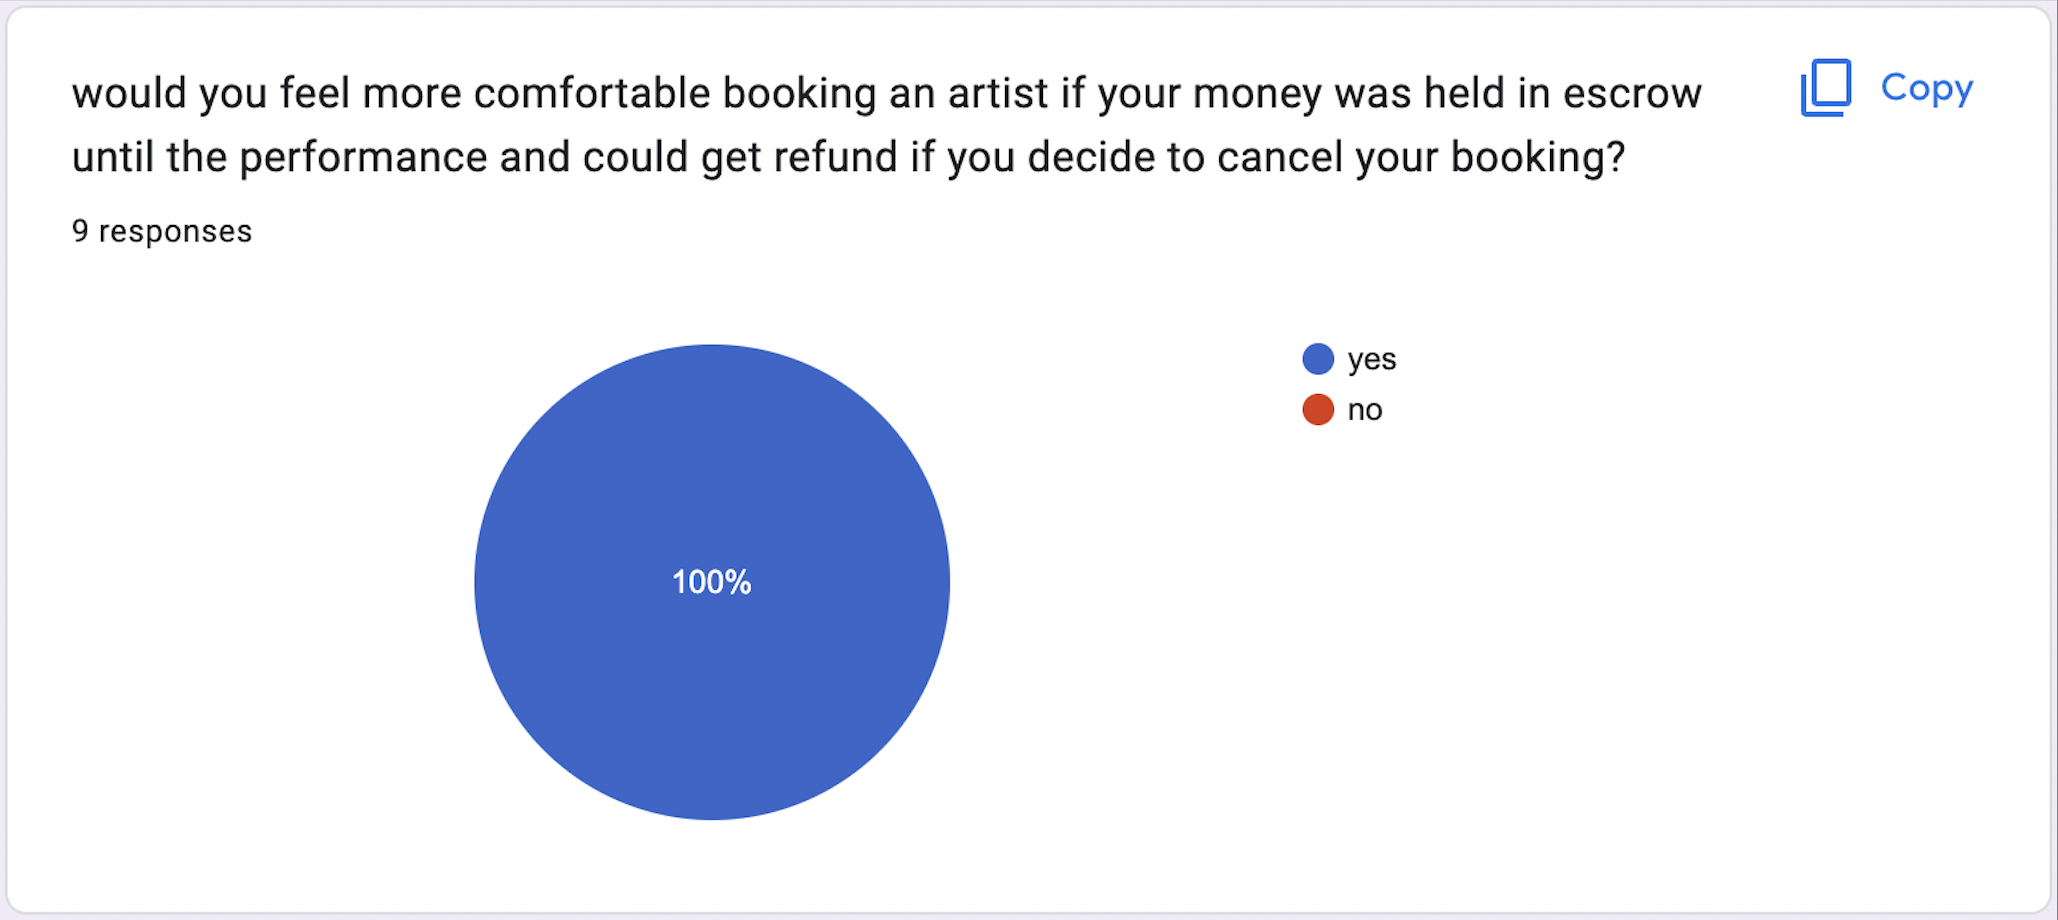 would you feel more comfortable booking an artist if your money was held in escrow
until the performance and could get refund if you decide to cancel your booking?
Copy
9 responses
yes
no
100%